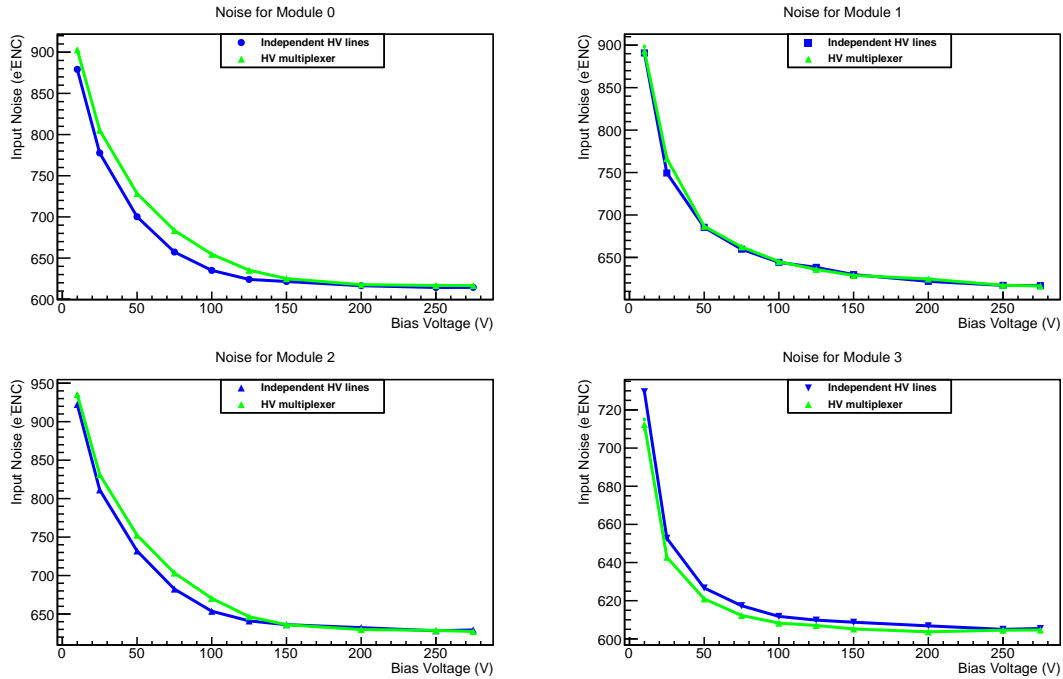 Noise for Module 0
Input Noise (e⁻ENC)
900
850
800
750
700
650
600
Independent HV lines
HV multiplexer
0 50 100 150 200 250
Bias Voltage (V)
Noise for Module 1
Input Noise (e⁻ENC)
900
850
800
750
700
650
Independent HV lines
HV multiplexer
0 50 100 150 200 250
Bias Voltage (V)
Noise for Module 2
Input Noise (e⁻ENC)
950
900
850
800
750
700
650
Independent HV lines
HV multiplexer
0 50 100 150 200 250
Bias Voltage (V)
Noise for Module 3
Input Noise (e⁻ENC)
720
700
680
660
640
620
600
Independent HV lines
HV multiplexer
0 50 100 150 200 250
Bias Voltage (V)